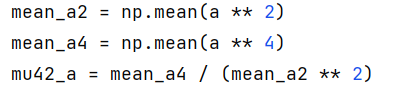 mean_a2 = np.mean(a ** 2)
mean_a4 = np.mean(a ** 4)
mu42_a = mean_a4 / (mean_a2 ** 2)